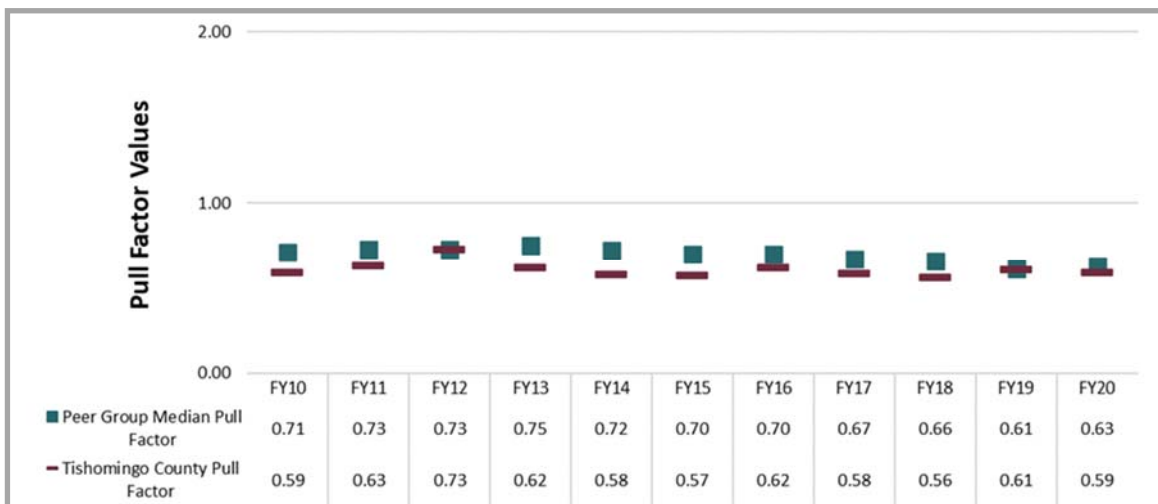 2.00
Pull Factor Values
1.00
0.00
FY10 FY11 FY12 FY13 FY14 FY15 FY16 FY17 FY18 FY19 FY20
Peer Group Median Pull
Factor
0.71 0.73 0.73 0.75 0.72 0.70 0.70 0.67 0.66 0.61 0.63
Tishomingo County Pull
Factor
0.59 0.63 0.73 0.62 0.58 0.57 0.62 0.58 0.56 0.61 0.59